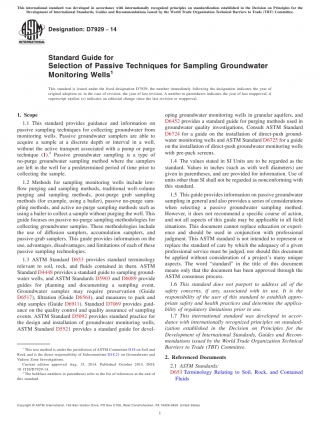 This international standard was developed in accordance with internationally recognized principles on standardization established in the Decision on Principles for the
Development of International Standards, Guides and Recommendations issued by the World Trade Organization Technical Barriers to Trade (TBT) Committee.
Designation: D7929 − 14
Standard Guide for
Selection of Passive Techniques for Sampling Groundwater
Monitoring Wells1
This standard is issued under the fixed designation D7929; the number immediately following the designation indicates the year of
original adoption or, in the case of revision, the year of last revision. A number in parentheses indicates the year of last reapproval. A
superscript epsilon (ε) indicates an editorial change since the last revision or reapproval.
1. Scope
1.1 This standard provides guidance and information on
passive sampling techniques for collecting groundwater from
monitoring wells. Passive groundwater samplers are able to
acquire a sample at a discrete depth or interval in a well,
without the active transport associated with a pump or purge
technique (1).2 Passive groundwater sampling is a type of
no-purge groundwater sampling method where the samplers
are left in the well for a predetermined period of time prior to
collecting the sample.
1.2 Methods for sampling monitoring wells include low-
flow purging and sampling methods, traditional well-volume
purging and sampling methods, post-purge grab sampling
methods (for example, using a bailer), passive no-purge sam-
pling methods, and active no-purge sampling methods such as
using a bailer to collect a sample without purging the well. This
guide focuses on passive no-purge sampling methodologies for
collecting groundwater samples. These methodologies include
the use of diffusion samplers, accumulation samplers, and
passive-grab samplers. This guide provides information on the
use, advantages, disadvantages, and limitations of each of these
passive sampling technologies.
1.3 ASTM Standard D653 provides standard terminology
relevant to soil, rock, and fluids contained in them. ASTM
Standard D4448 provides a standard guide to sampling ground-
water wells, and ASTM Standards D5903 and D6089 provide
guides for planning and documenting a sampling event.
Groundwater samples may require preservation (Guide
D6517), filtration (Guide D6564), and measures to pack and
ship samples (Guide D6911). Standard D7069 provides guid-
ance on the quality control and quality assurance of sampling
events. ASTM Standard D5092 provides standard practice for
the design and installation of groundwater monitoring wells,
ASTM Standard D5521 provides a standard guide for devel-
1 This test method is under the jurisdiction of ASTM Committee D18 on Soil and
Rock and is the direct responsibility of Subcommittee D18.21 on Groundwater and
Vadose Zone Investigations.
Current edition approved Aug. 15, 2014. Published October 2014. DOI:
10.1520/D7929-14.
2 The boldface numbers in parentheses refer to the list of references at the end of
this standard.
oping groundwater monitoring wells in granular aquifers, and
D6452 provides a standard guide for purging methods used in
groundwater quality investigations. Consult ASTM Standard
D6724 for a guide on the installation of direct-push ground-
water monitoring wells and ASTM Standard D6725 for a guide
on the installation of direct-push groundwater monitoring wells
with pre-pack screens.
1.4 The values stated in SI Units are to be regarded as the
standard. Values in inches (such as with well diameters) are
given in parentheses, and are provided for information. Use of
units other than SI shall not be regarded as nonconforming with
this standard.
1.5 This guide provides information on passive groundwater
sampling in general and also provides a series of considerations
when selecting a passive groundwater sampling method.
However, it does not recommend a specific course of action,
and not all aspects of this guide may be applicable in all field
situations. This document cannot replace education or experi-
ence and should be used in conjunction with professional
judgment. This ASTM standard is not intended to represent or
replace the standard of care by which the adequacy of a given
professional service must be judged, nor should this document
be applied without consideration of a project's many unique
aspects. The word "standard" in the title of this document
means only that the document has been approved through the
ASTM consensus process.
1.6 This standard does not purport to address all of the
safety concerns, if any, associated with its use. It is the
responsibility of the user of this standard to establish appro-
priate safety and health practices and determine the applica-
bility of regulatory limitations prior to use.
1.7 This international standard was developed in accor-
dance with internationally recognized principles on standard-
ization established in the Decision on Principles for the
Development of International Standards, Guides and Recom-
mendations issued by the World Trade Organization Technical
Barriers to Trade (TBT) Committee.
2. Referenced Documents
2.1 ASTM Standards:
D653 Terminology Relating to Soil, Rock, and Contained
Fluids
Copyright © ASTM International, 100 Barr Harbor Drive, PO Box C700, West Conshohocken, PA 19428-2959. United States
1